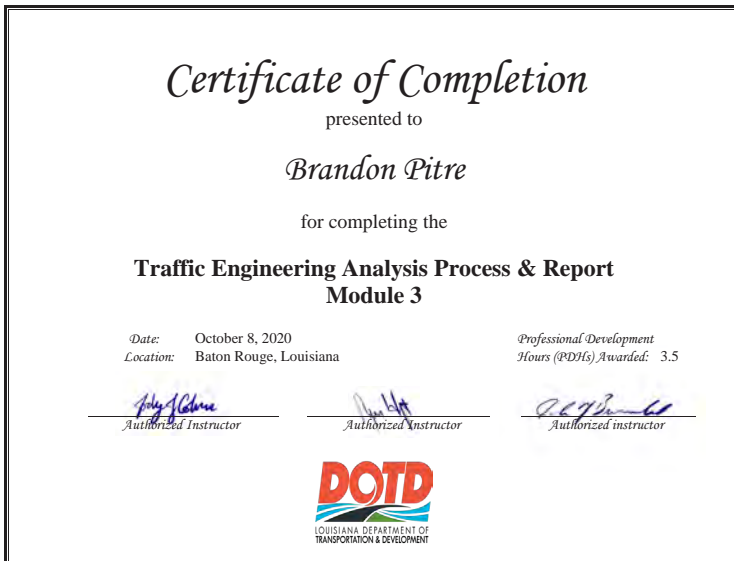 Certificate of Completion
presented to
Brandon Pitre
for completing the
Traffic Engineering Analysis Process & Report
Module 3
Date: October 8, 2020
Location: Baton Rouge, Louisiana
Professional Development
Hours (PDHs) Awarded: 3.5
Authorized Instructor
Authorized Instructor
Authorized instructor
DOTD
LOUISIANA DEPARTMENT OF
TRANSPORTATION & DEVELOPMENT